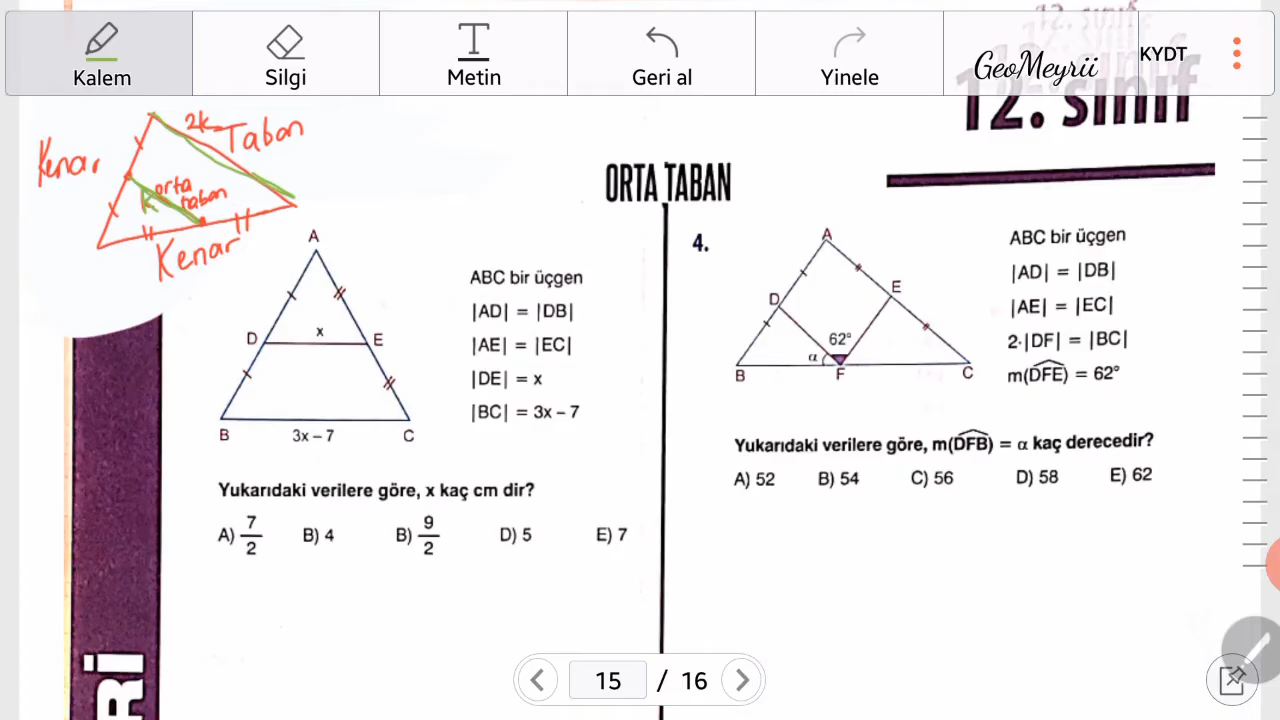 Kalem
Silgi
Metin
Geri al
Yinele
GeoMeyrii
KYDT
12. sınıf
12. sınıf
Kenar
2k
Taban
k
orta
taban
Kenar
ORTA TABAN
A
D
x
E
B
3x – 7
C
ABC bir üçgen
|AD| = |DB|
|AE| = |EC|
|DE| = x
|BC| = 3x – 7
Yukarıdaki verilere göre, x kaç cm dir?
A) 7/2 B) 4 B) 9/2 D) 5 E) 7
4.
A
D
E
62°
α
B
F
C
ABC bir üçgen
|AD| = |DB|
|AE| = |EC|
2·|DF| = |BC|
m(DFE) = 62°
Yukarıdaki verilere göre, m(DFB) = α kaç derecedir?
A) 52 B) 54 C) 56 D) 58 E) 62
Rİ
15 / 16